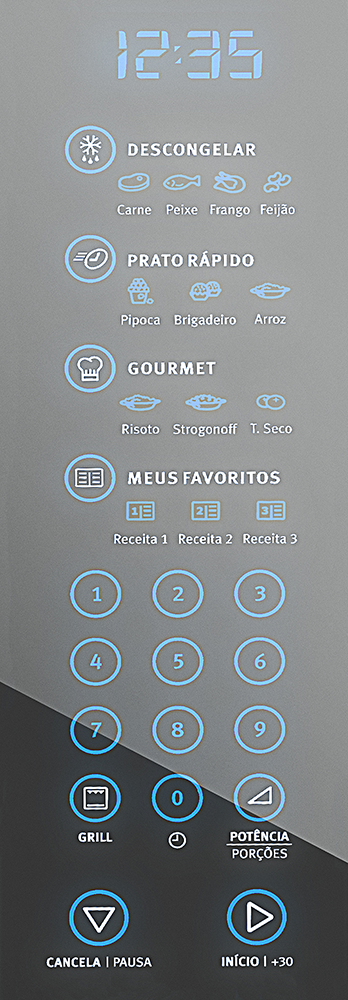 12:35
DESCONGELAR
Carne Peixe Frango Feijão
PRATO RÁPIDO
Pipoca Brigadeiro Arroz
GOURMET
Risoto Strogonoff T. Seco
MEUS FAVORITOS
1 2 3
Receita 1 Receita 2 Receita 3
1 2 3
4 5 6
7 8 9
0
GRILL POTÊNCIA
PORÇÕES
CANCELA | PAUSA INÍCIO | +30